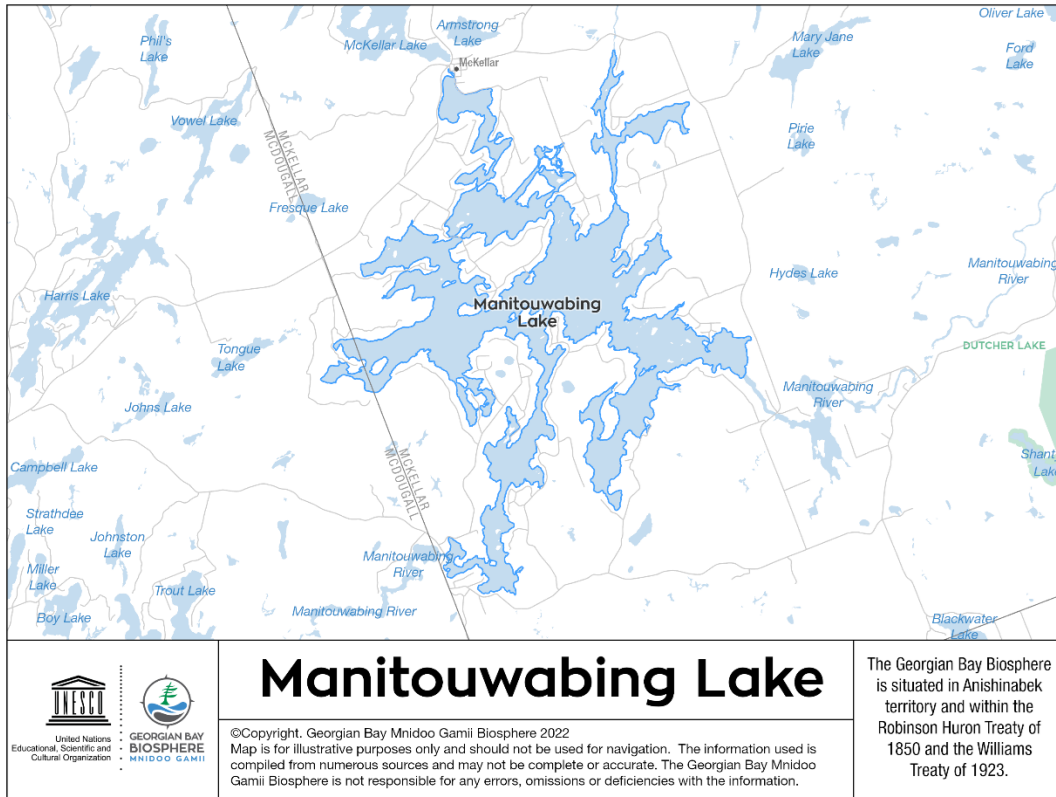 Oliver Lake
Armstrong
Lake
Phil's
Lake
McKellar Lake
Mary Jane
Lake
Ford
Lake
McKellar
Vowel Lake
Pirie
Lake
MCKELLAR
MCDOUGALL
Fresque Lake
Manitouwabing
River
Hydes Lake
Harris Lake
Manitouwabing
Lake
DUTCHER LAKE
Tongue
Lake
Manitouwabing
River
Johns Lake
Shant
Lake
Campbell Lake
MCKELLAR
MCDOUGALL
Strathdee
Lake
Johnston
Lake
Manitouwabing
River
Miller
Lake
Trout Lake
Manitouwabing River
Boy Lake
Blackwater
Lake
UNESCO
United Nations
Educational, Scientific and
Cultural Organization
GEORGIAN BAY
BIOSPHERE
MNIDOO GAMII
Manitouwabing Lake
©Copyright. Georgian Bay Mnidoo Gamii Biosphere 2022
Map is for illustrative purposes only and should not be used for navigation. The information used is
compiled from numerous sources and may not be complete or accurate. The Georgian Bay Mnidoo
Gamii Biosphere is not responsible for any errors, omissions or deficiencies with the information.
The Georgian Bay Biosphere
is situated in Anishinabek
territory and within the
Robinson Huron Treaty of
1850 and the Williams
Treaty of 1923.